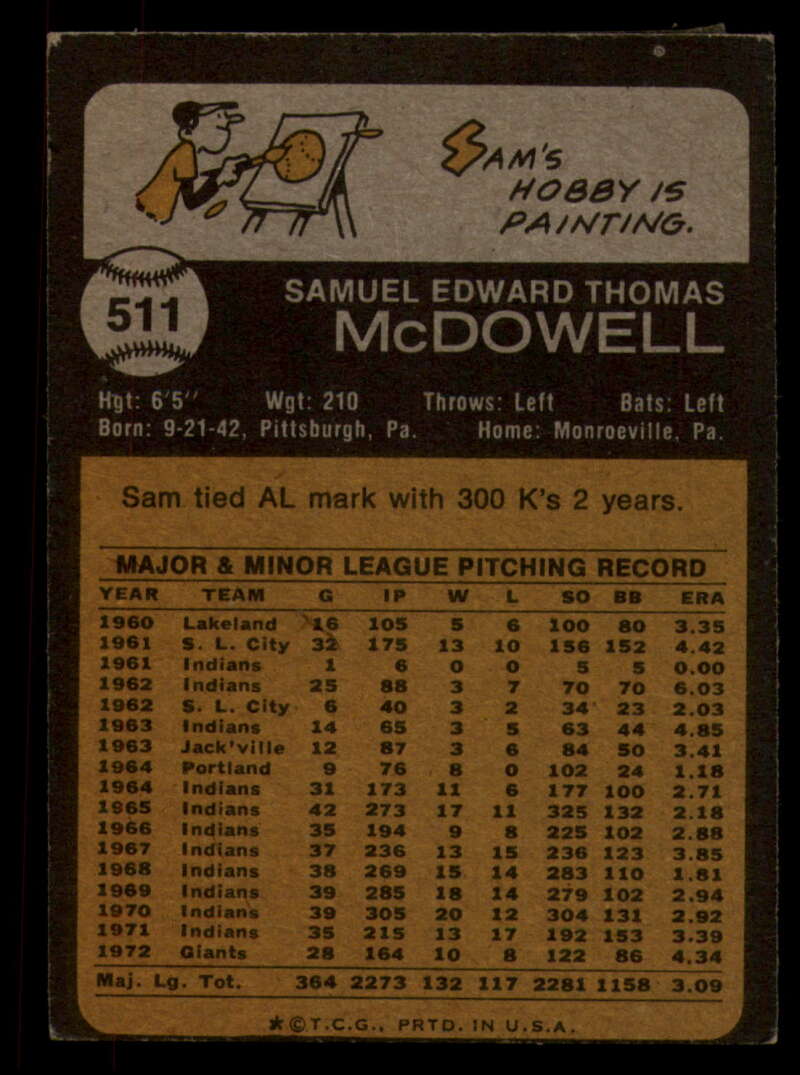 SAM'S
HOBBY IS
PAINTING.
511
SAMUEL EDWARD THOMAS
McDOWELL
Hgt: 6'5" Wgt: 210 Throws: Left Bats: Left
Born: 9-21-42, Pittsburgh, Pa. Home: Monroeville, Pa.
Sam tied AL mark with 300 K's 2 years.
MAJOR & MINOR LEAGUE PITCHING RECORD
YEAR TEAM G IP W L SO BB ERA
1960 Lakeland 16 105 5 6 100 80 3.35
1961 S. L. City 32 175 13 10 156 152 4.42
1961 Indians 1 6 0 0 5 5 0.00
1962 Indians 25 88 3 7 70 70 6.03
1962 S. L. City 6 40 3 2 34 23 2.03
1963 Indians 14 65 3 5 63 44 4.85
1963 Jack'ville 12 87 3 6 84 50 3.41
1964 Portland 9 76 8 0 102 24 1.18
1964 Indians 31 173 11 6 177 100 2.71
1965 Indians 42 273 17 11 325 132 2.18
1966 Indians 35 194 9 8 225 102 2.88
1967 Indians 37 236 13 15 236 123 3.85
1968 Indians 38 269 15 14 283 110 1.81
1969 Indians 39 285 18 14 279 102 2.94
1970 Indians 39 305 20 12 304 131 2.92
1971 Indians 35 215 13 17 192 153 3.39
1972 Giants 28 164 10 8 122 86 4.34
Maj. Lg. Tot. 364 2273 132 117 2281 1158 3.09
★©T.C.G., PRTD. IN U.S.A.